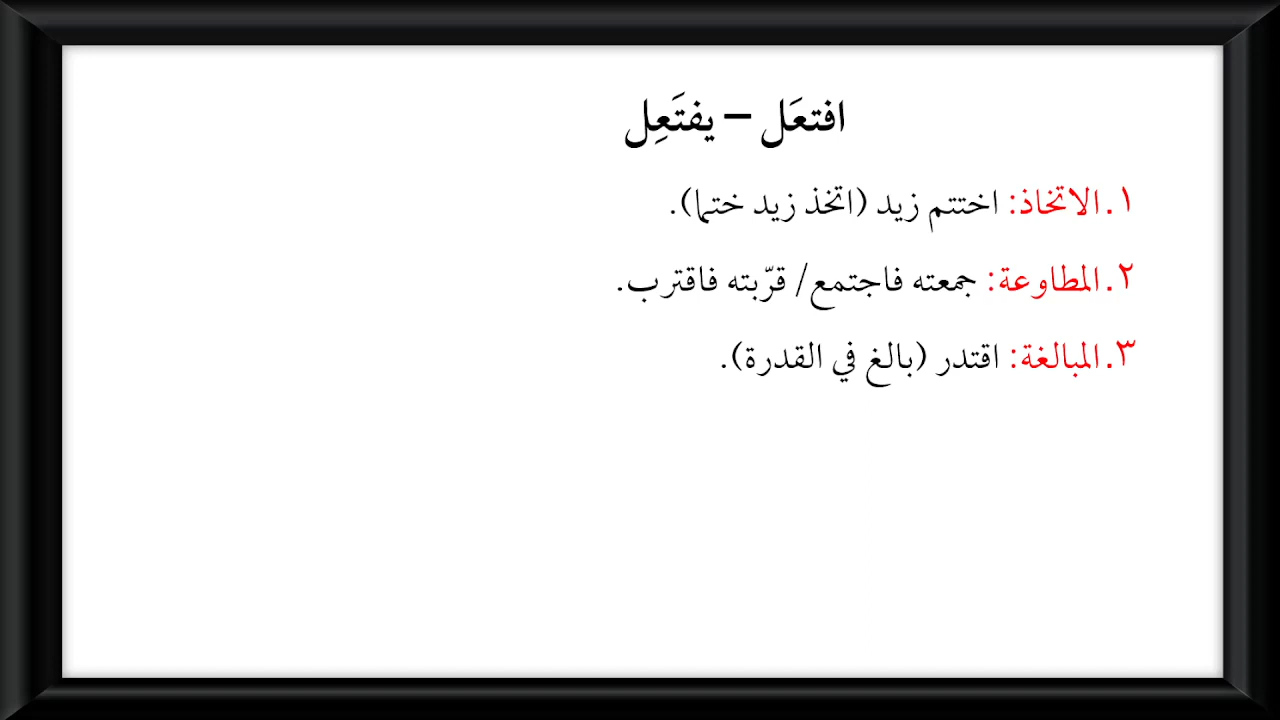 افتعَل – يفتَعِل
١.الاتخاذ: اختتم زيد (اتخذ زيد ختما).
٢.المطاوعة: جمعته فاجتمع/ قرّبته فاقترب.
٣.المبالغة: اقتدر (بالغ في القدرة).